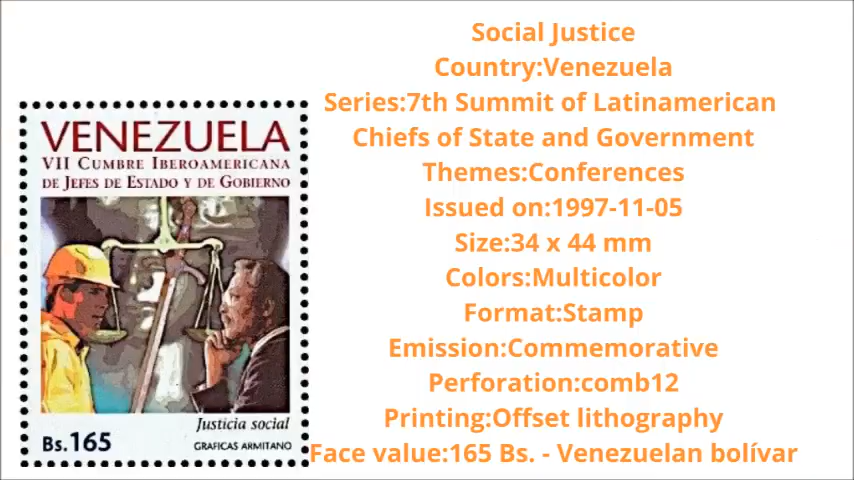 VENEZUELA
VII CUMBRE IBEROAMERICANA
DE JEFES DE ESTADO Y DE GOBIERNO
Justicia social
Bs.165
GRAFICAS ARMITANO
Social Justice
Country:Venezuela
Series:7th Summit of Latinamerican
Chiefs of State and Government
Themes:Conferences
Issued on:1997-11-05
Size:34 x 44 mm
Colors:Multicolor
Format:Stamp
Emission:Commemorative
Perforation:comb12
Printing:Offset lithography
Face value:165 Bs. - Venezuelan bolívar